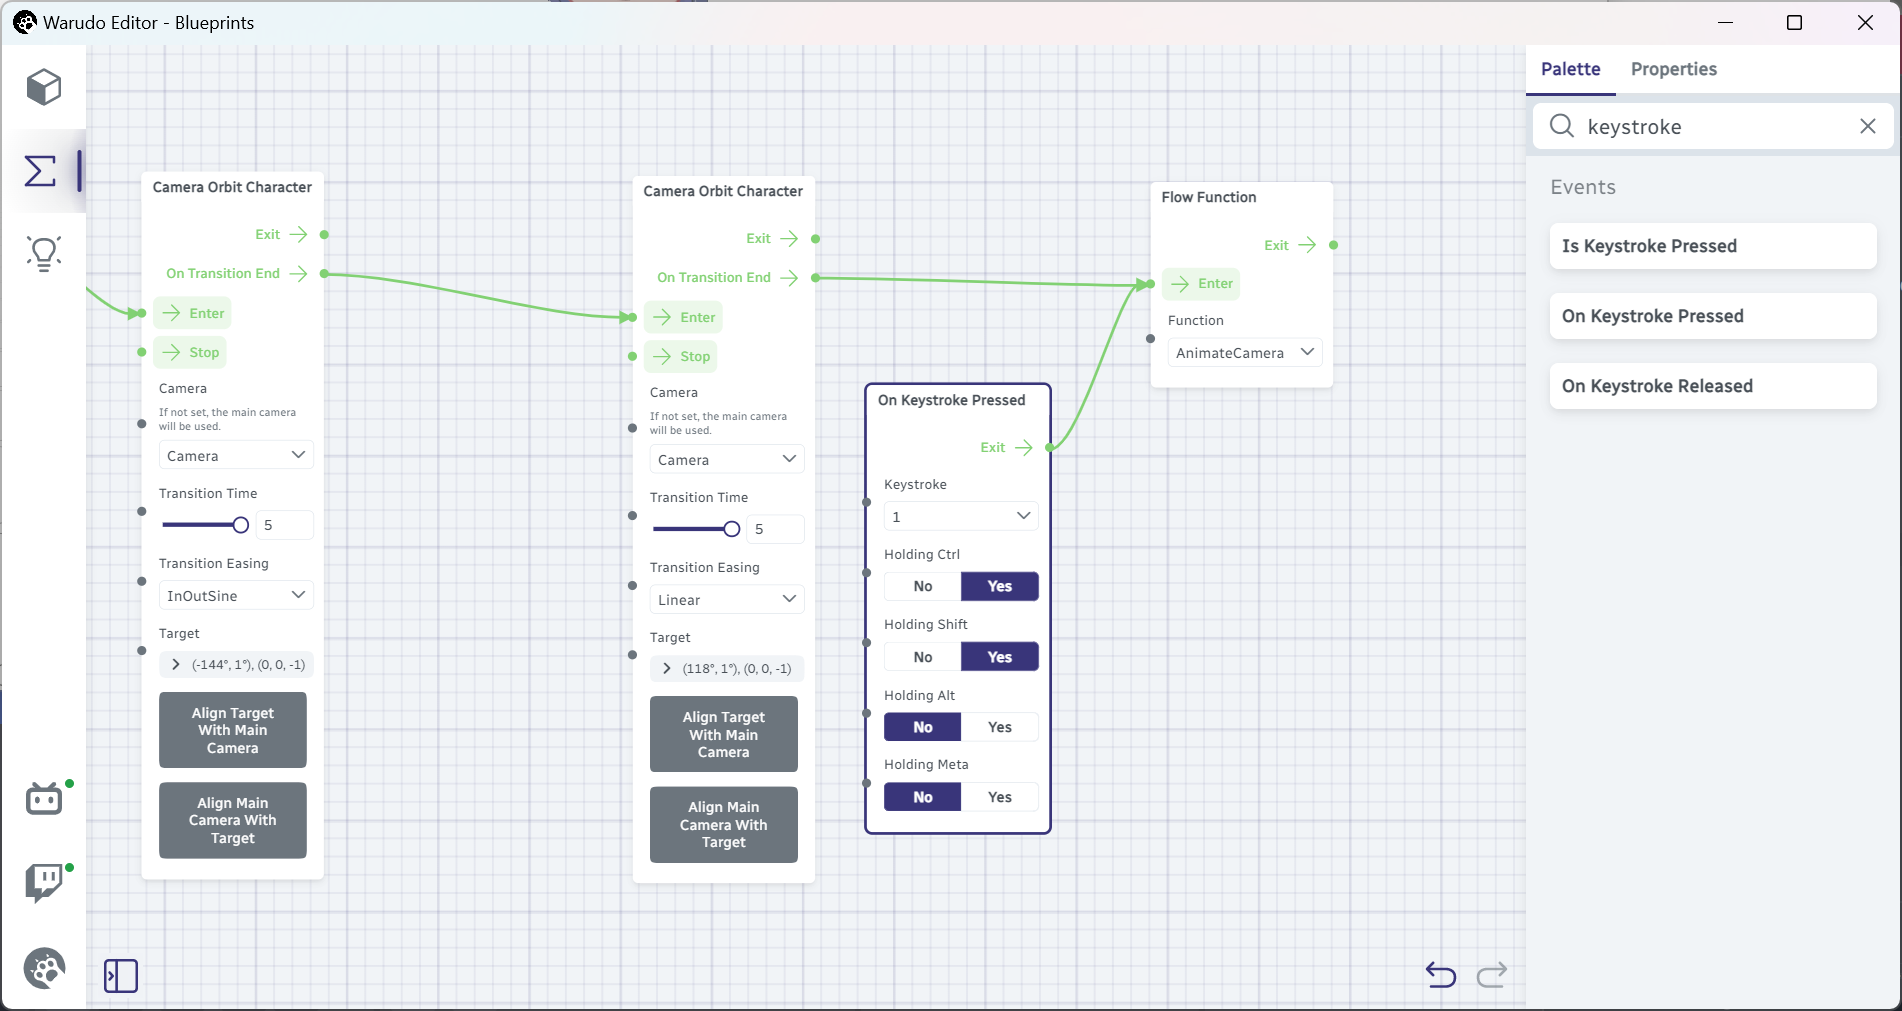 Warudo Editor - Blueprints
Camera Orbit Character
Exit
On Transition End
Enter
Stop
Camera
If not set, the main camera
will be used.
Camera
Transition Time
5
Transition Easing
InOutSine
Target
(-144°, 1°), (0, 0, -1)
Align Target
With Main
Camera
Align Main
Camera With
Target
Camera Orbit Character
Exit
On Transition End
Enter
Stop
Camera
If not set, the main camera
will be used.
Camera
Transition Time
5
Transition Easing
Linear
Target
(118°, 1°), (0, 0, -1)
Align Target
With Main
Camera
Align Main
Camera With
Target
On Keystroke Pressed
Exit
Keystroke
1
Holding Ctrl
No Yes
Holding Shift
No Yes
Holding Alt
No Yes
Holding Meta
No Yes
Flow Function
Exit
Enter
Function
AnimateCamera
Palette Properties
keystroke
Events
Is Keystroke Pressed
On Keystroke Pressed
On Keystroke Released